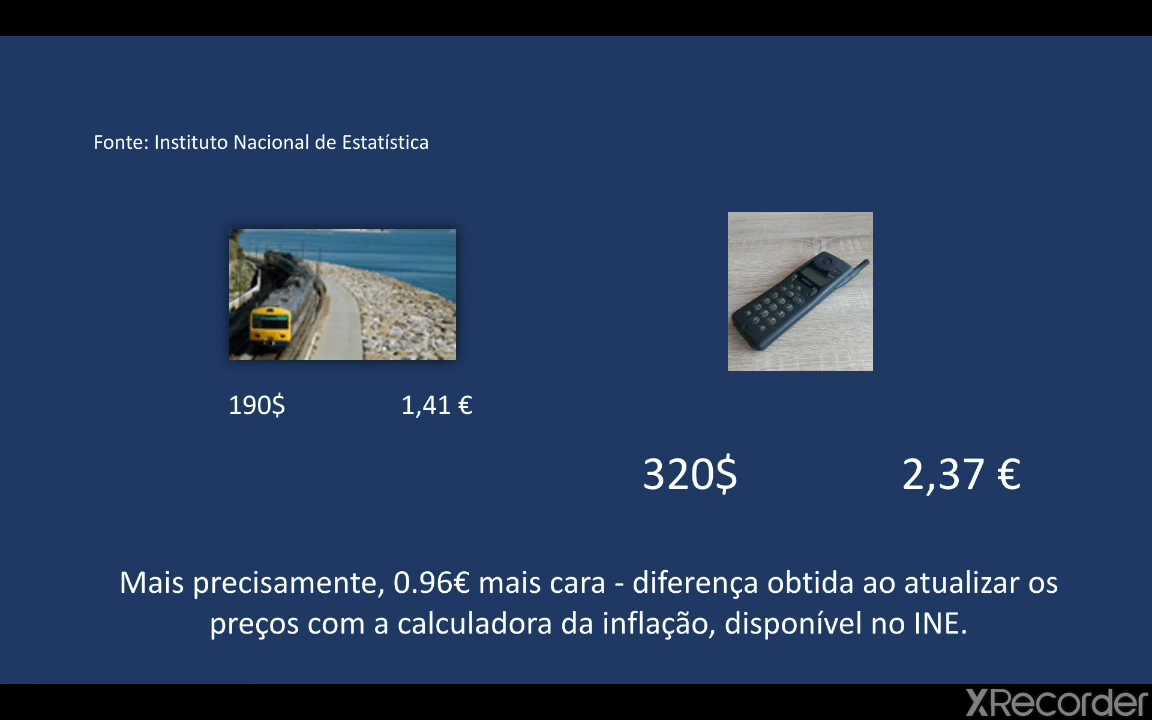 Fonte: Instituto Nacional de Estatística
190$ 1,41 €
320$ 2,37 €
Mais precisamente, 0.96€ mais cara - diferença obtida ao atualizar os
preços com a calculadora da inflação, disponível no INE.
XRecorder